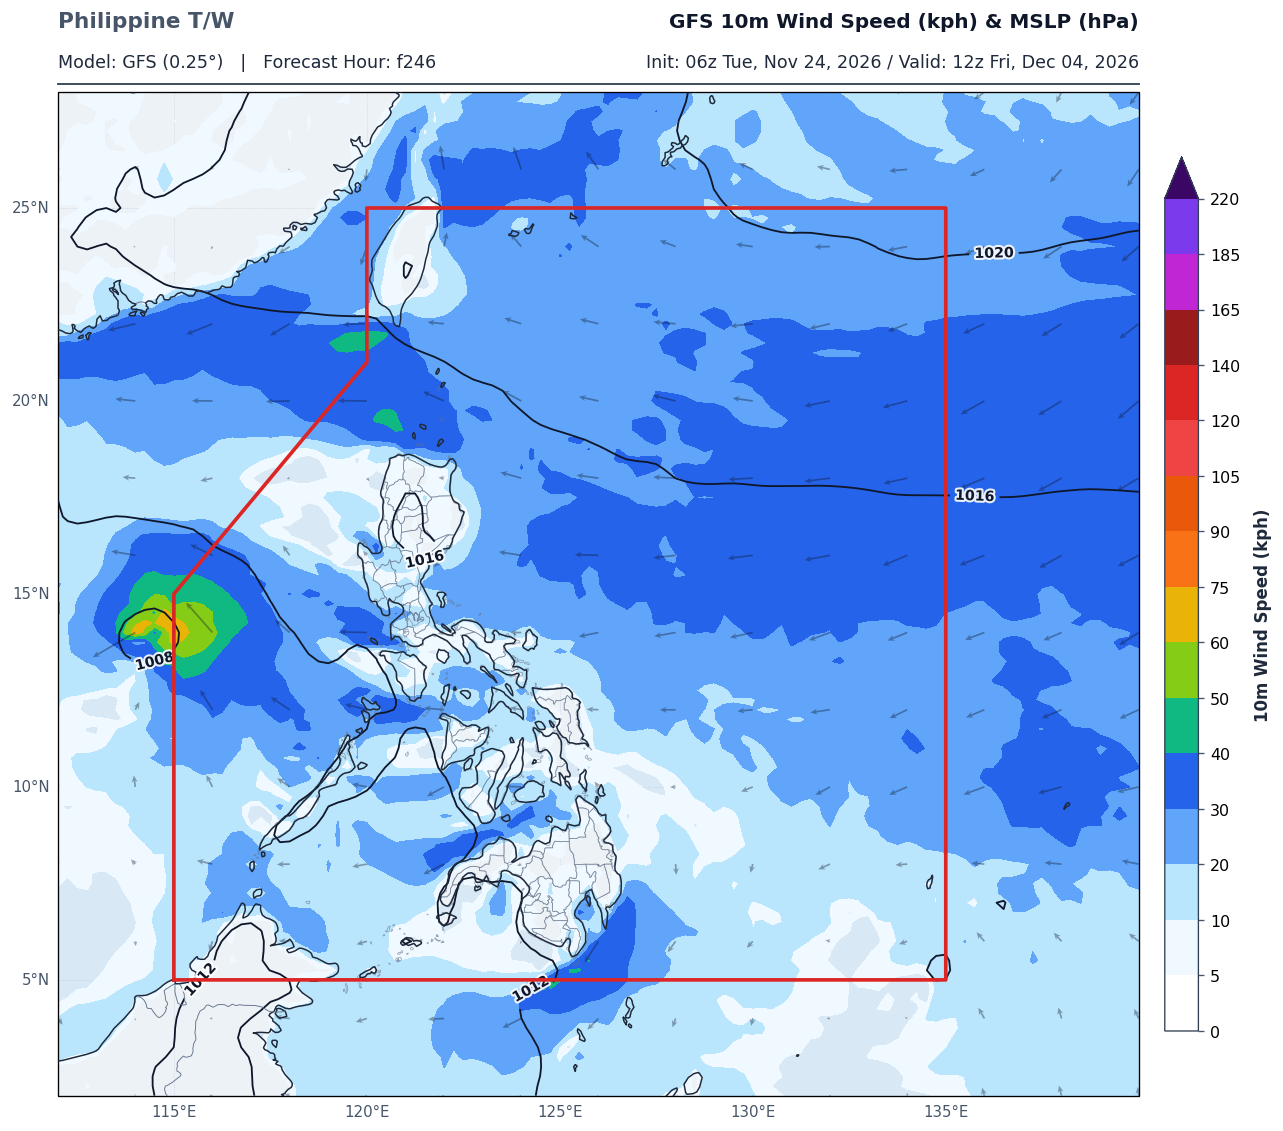 Philippine T/W
GFS 10m Wind Speed (kph) & MSLP (hPa)
Model: GFS (0.25°) | Forecast Hour: f246
Init: 06z Tue, Nov 24, 2026 / Valid: 12z Fri, Dec 04, 2026
25°N
20°N
15°N
10°N
5°N
115°E
120°E
125°E
130°E
135°E
1020
1016
1016
1008
1012
1012
220
185
165
140
120
105
90
75
60
50
40
30
20
10
5
0
10m Wind Speed (kph)